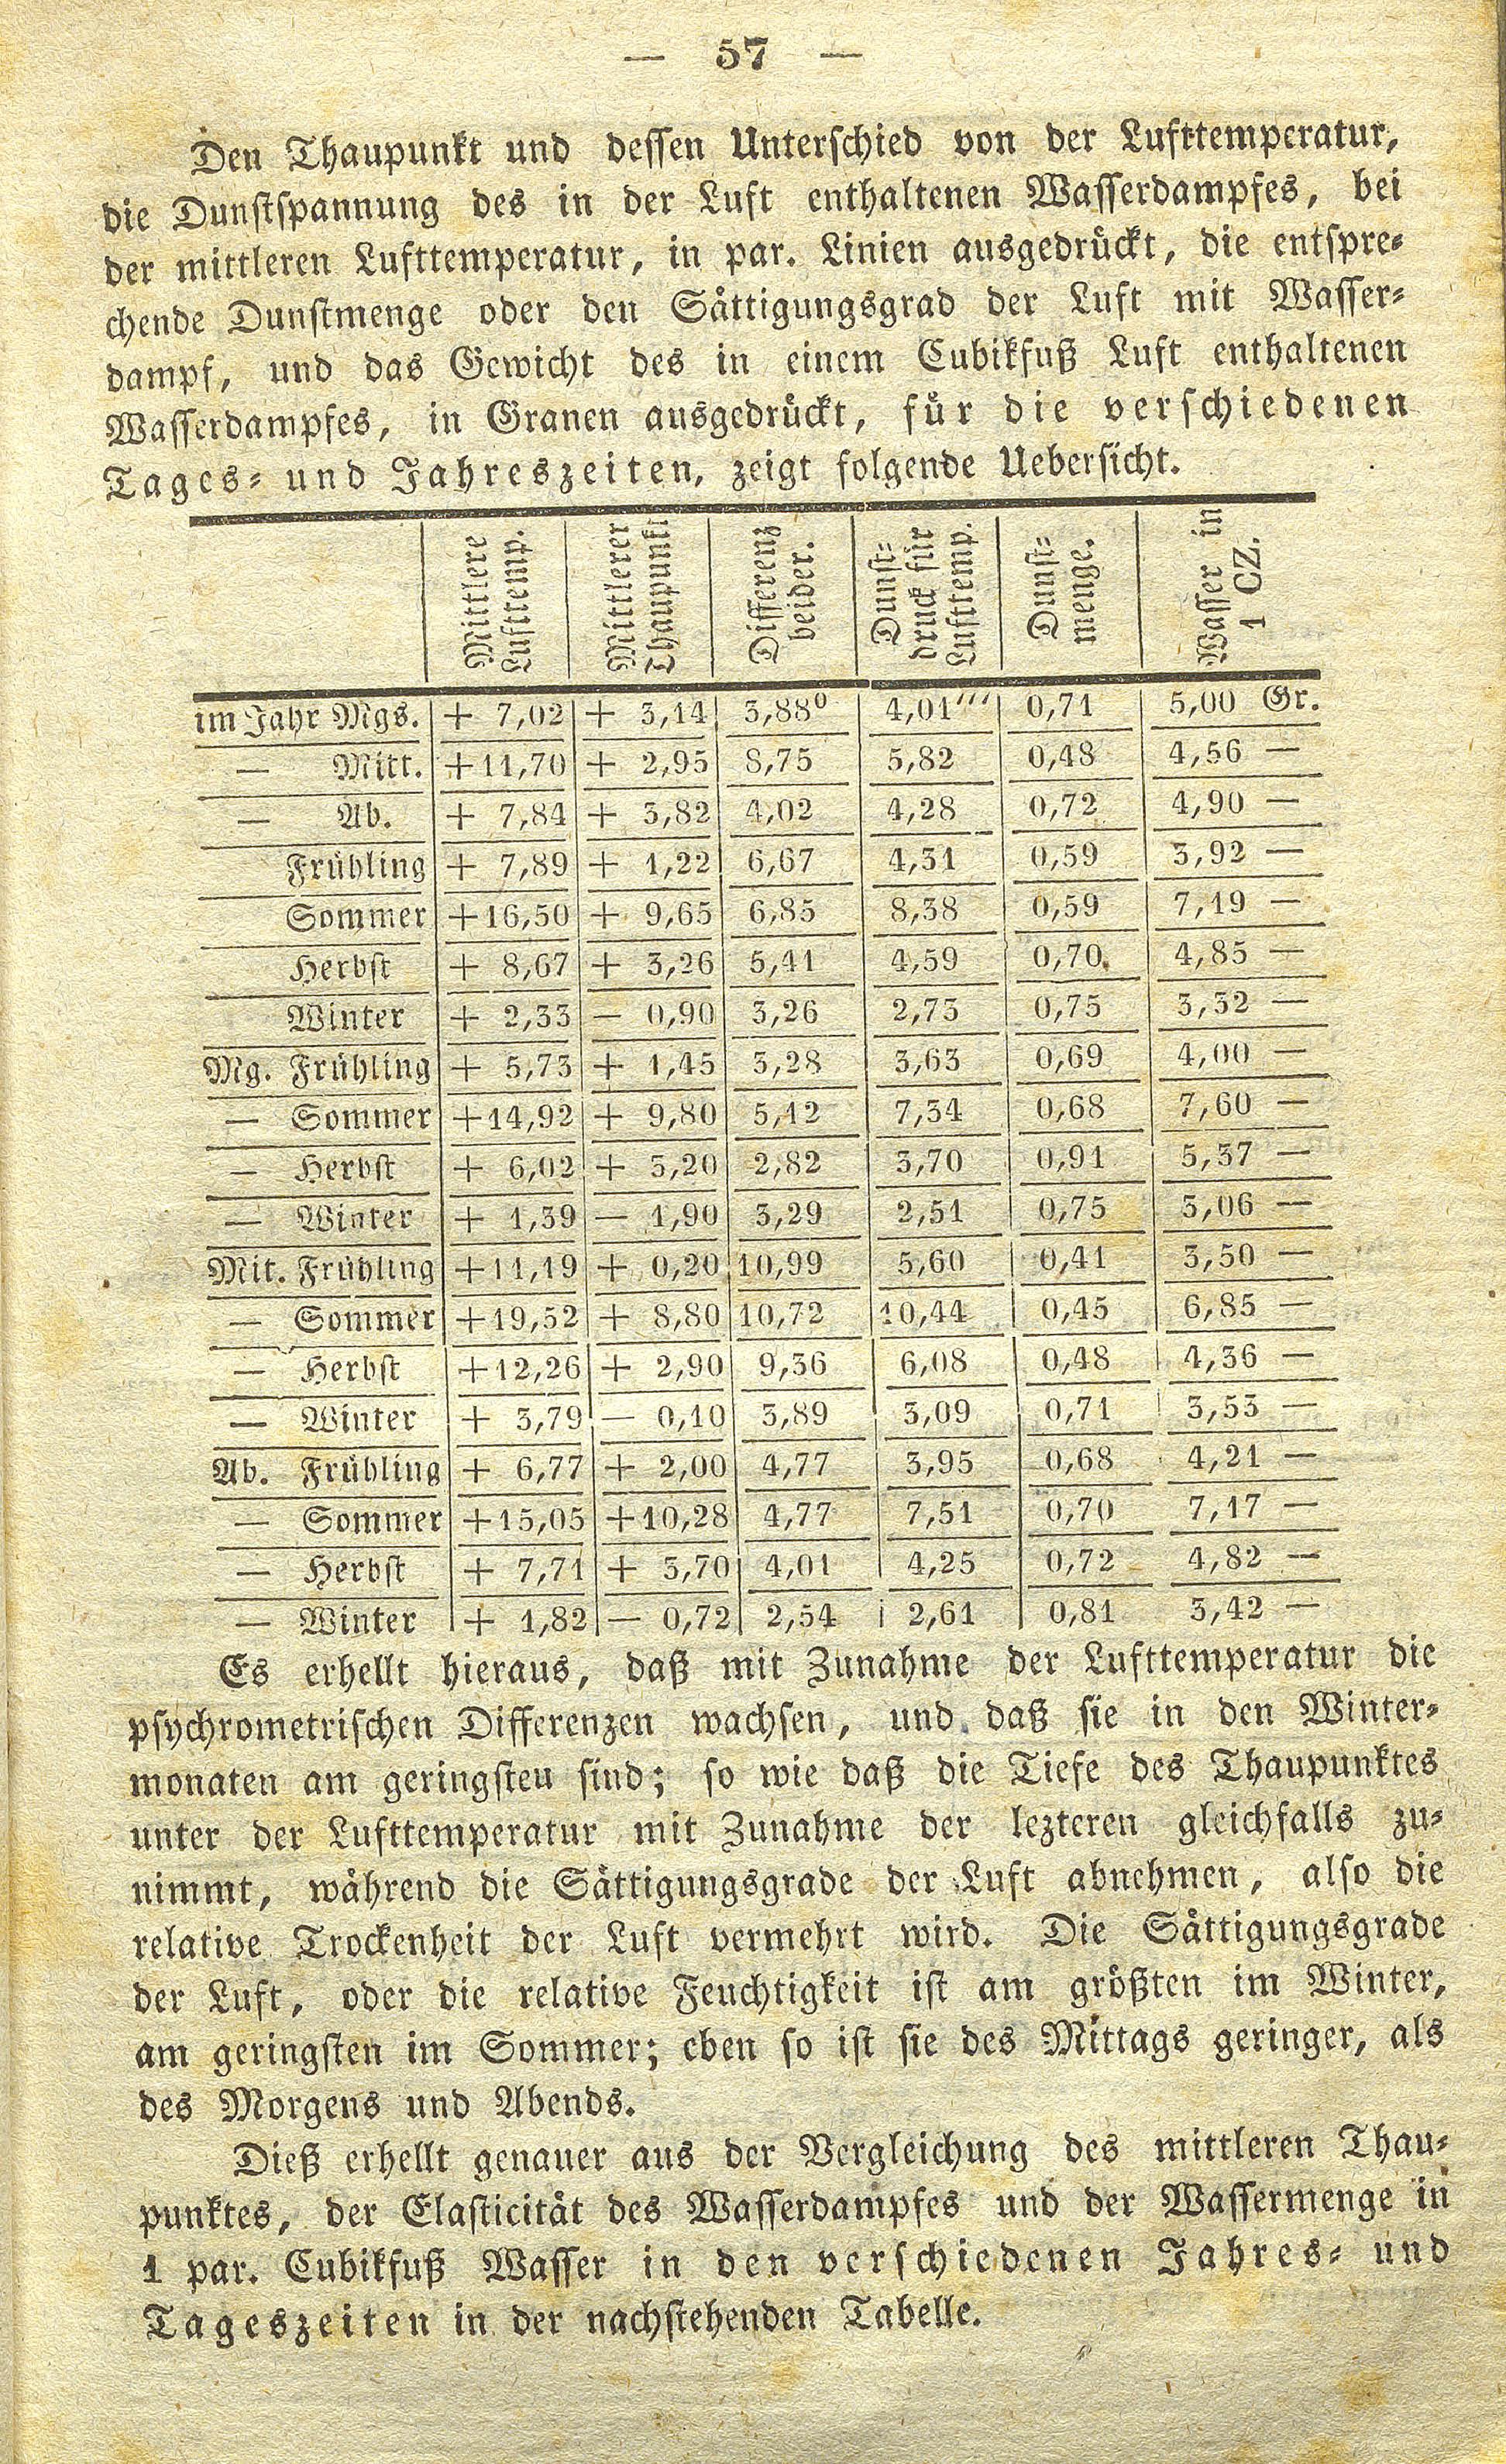 — 57 —
Den Thaupunkt und dessen Unterschied von der Lufttemperatur,
die Dunstspannung des in der Luft enthaltenen Wasserdampfes, bei
der mittleren Lufttemperatur, in par. Linien ausgedrückt, die entspre-
chende Dunstmenge oder den Sättigungsgrad der Luft mit Wasser-
dampf, und das Gewicht des in einem Cubikfuß Luft enthaltenen
Wasserdampfes, in Granen ausgedrückt, für die verschiedenen
Tages- und Jahreszeiten, zeigt folgende Uebersicht.
Mittlere Lufttemp. Mittlerer Thaupunkt Differenz beider. Dunst-druck für Lufttemp. Dunst-menge. Wasser in 1 CZ.
im Jahr Mgs. + 7,02 + 3,14 3,88⁰ 4,01''' 0,71 5,00 Gr.
— Mitt. +11,70 + 2,95 8,75 5,82 0,48 4,56 —
— Ab. + 7,84 + 3,82 4,02 4,28 0,72 4,90 —
Frühling + 7,89 + 1,22 6,67 4,31 0,59 3,92 —
Sommer +16,50 + 9,65 6,85 8,38 0,59 7,19 —
Herbst + 8,67 + 3,26 5,41 4,59 0,70. 4,85 —
Winter + 2,33 — 0,90 3,26 2,73 0,75 3,32 —
Mg. Frühling + 5,73 + 1,45 3,28 3,63 0,69 4,00 —
— Sommer +14,92 + 9,80 5,12 7,34 0,68 7,60 —
— Herbst + 6,02 + 3,20 2,82 3,70 0,91 5,37 —
— Winter + 1,39 — 1,90 3,29 2,51 0,75 3,06 —
Mit. Frühling +11,19 + 0,20 10,99 5,60 0,41 3,50 —
— Sommer +19,52 + 8,80 10,72 10,44 0,45 6,85 —
— Herbst +12,26 + 2,90 9,36 6,08 0,48 4,36 —
— Winter + 3,79 — 0,10 3,89 3,09 0,71 3,53 —
Ab. Frühling + 6,77 + 2,00 4,77 3,95 0,68 4,21 —
— Sommer +15,05 +10,28 4,77 7,51 0,70 7,17 —
— Herbst + 7,71 + 3,70 4,01 4,25 0,72 4,82 —
— Winter + 1,82 — 0,72 2,54 2,61 0,81 3,42 —
Es erhellt hieraus, daß mit Zunahme der Lufttemperatur die
psychrometrischen Differenzen wachsen, und daß sie in den Winter-
monaten am geringsten sind; so wie daß die Tiefe des Thaupunktes
unter der Lufttemperatur mit Zunahme der lezteren gleichfalls zu-
nimmt, während die Sättigungsgrade der Luft abnehmen, also die
relative Trockenheit der Luft vermehrt wird. Die Sättigungsgrade
der Luft, oder die relative Feuchtigkeit ist am größten im Winter,
am geringsten im Sommer; eben so ist sie des Mittags geringer, als
des Morgens und Abends.
Dieß erhellt genauer aus der Vergleichung des mittleren Thau-
punktes, der Elasticität des Wasserdampfes und der Wassermenge in
1 par. Cubikfuß Wasser in den verschiedenen Jahres- und
Tageszeiten in der nachstehenden Tabelle.